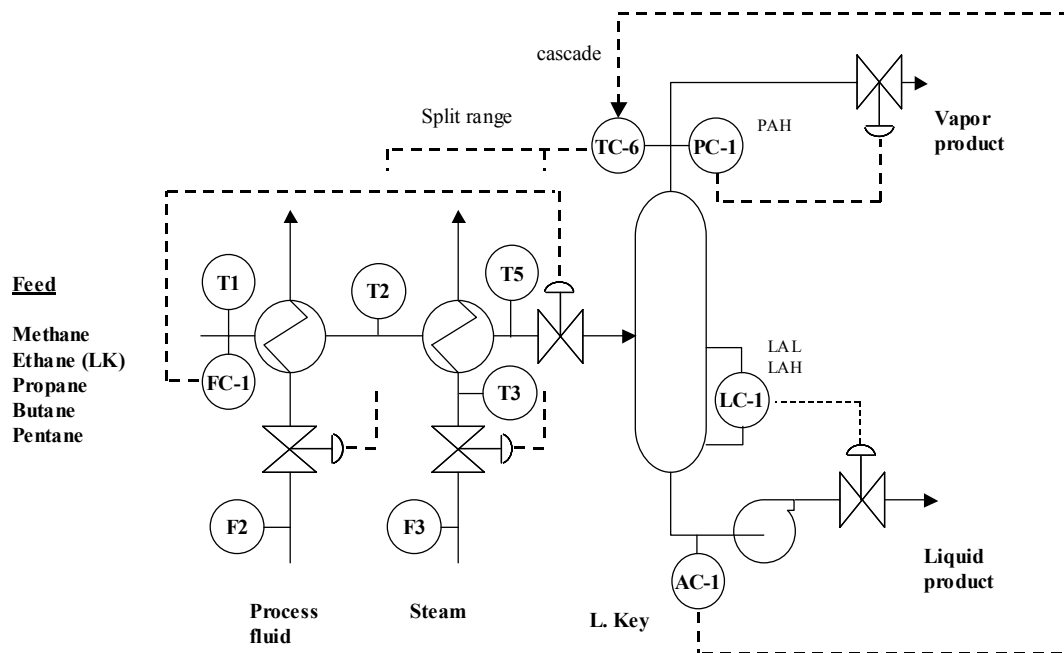 cascade
Split range
TC-6
PC-1
PAH
Vapor
product
Feed
T1
T2
T5
Methane
Ethane (LK)
Propane
Butane
Pentane
FC-1
T3
LAL
LAH
LC-1
F2
F3
AC-1
Liquid
product
Process
fluid
Steam
L. Key